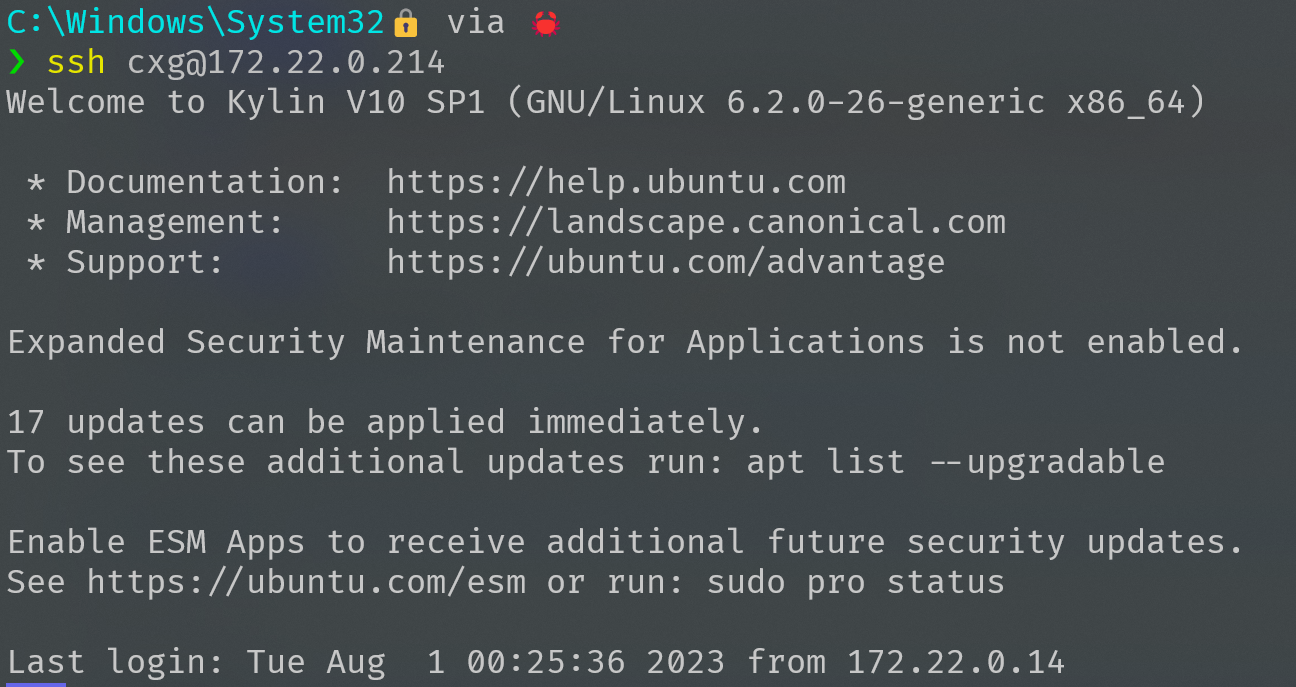 C:\Windows\System32🔒 via 🦀
❯ ssh cxg@172.22.0.214
Welcome to Kylin V10 SP1 (GNU/Linux 6.2.0-26-generic x86_64)

 * Documentation:  https://help.ubuntu.com
 * Management:     https://landscape.canonical.com
 * Support:        https://ubuntu.com/advantage

Expanded Security Maintenance for Applications is not enabled.

17 updates can be applied immediately.
To see these additional updates run: apt list --upgradable

Enable ESM Apps to receive additional future security updates.
See https://ubuntu.com/esm or run: sudo pro status

Last login: Tue Aug  1 00:25:36 2023 from 172.22.0.14